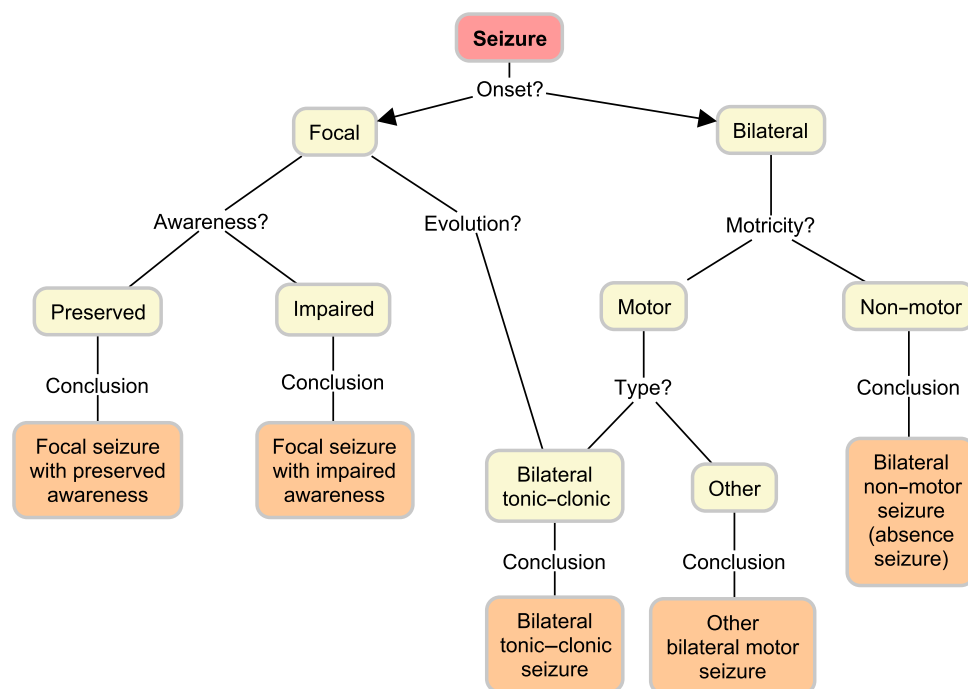 Seizure
Onset?
Focal
Bilateral
Awareness?
Evolution?
Motricity?
Preserved
Impaired
Motor
Non-motor
Conclusion
Conclusion
Type?
Conclusion
Focal seizure
with preserved
awareness
Focal seizure
with impaired
awareness
Bilateral
tonic-clonic
Other
Bilateral
non-motor
seizure
(absence
seizure)
Conclusion
Conclusion
Bilateral
tonic–clonic
seizure
Other
bilateral motor
seizure